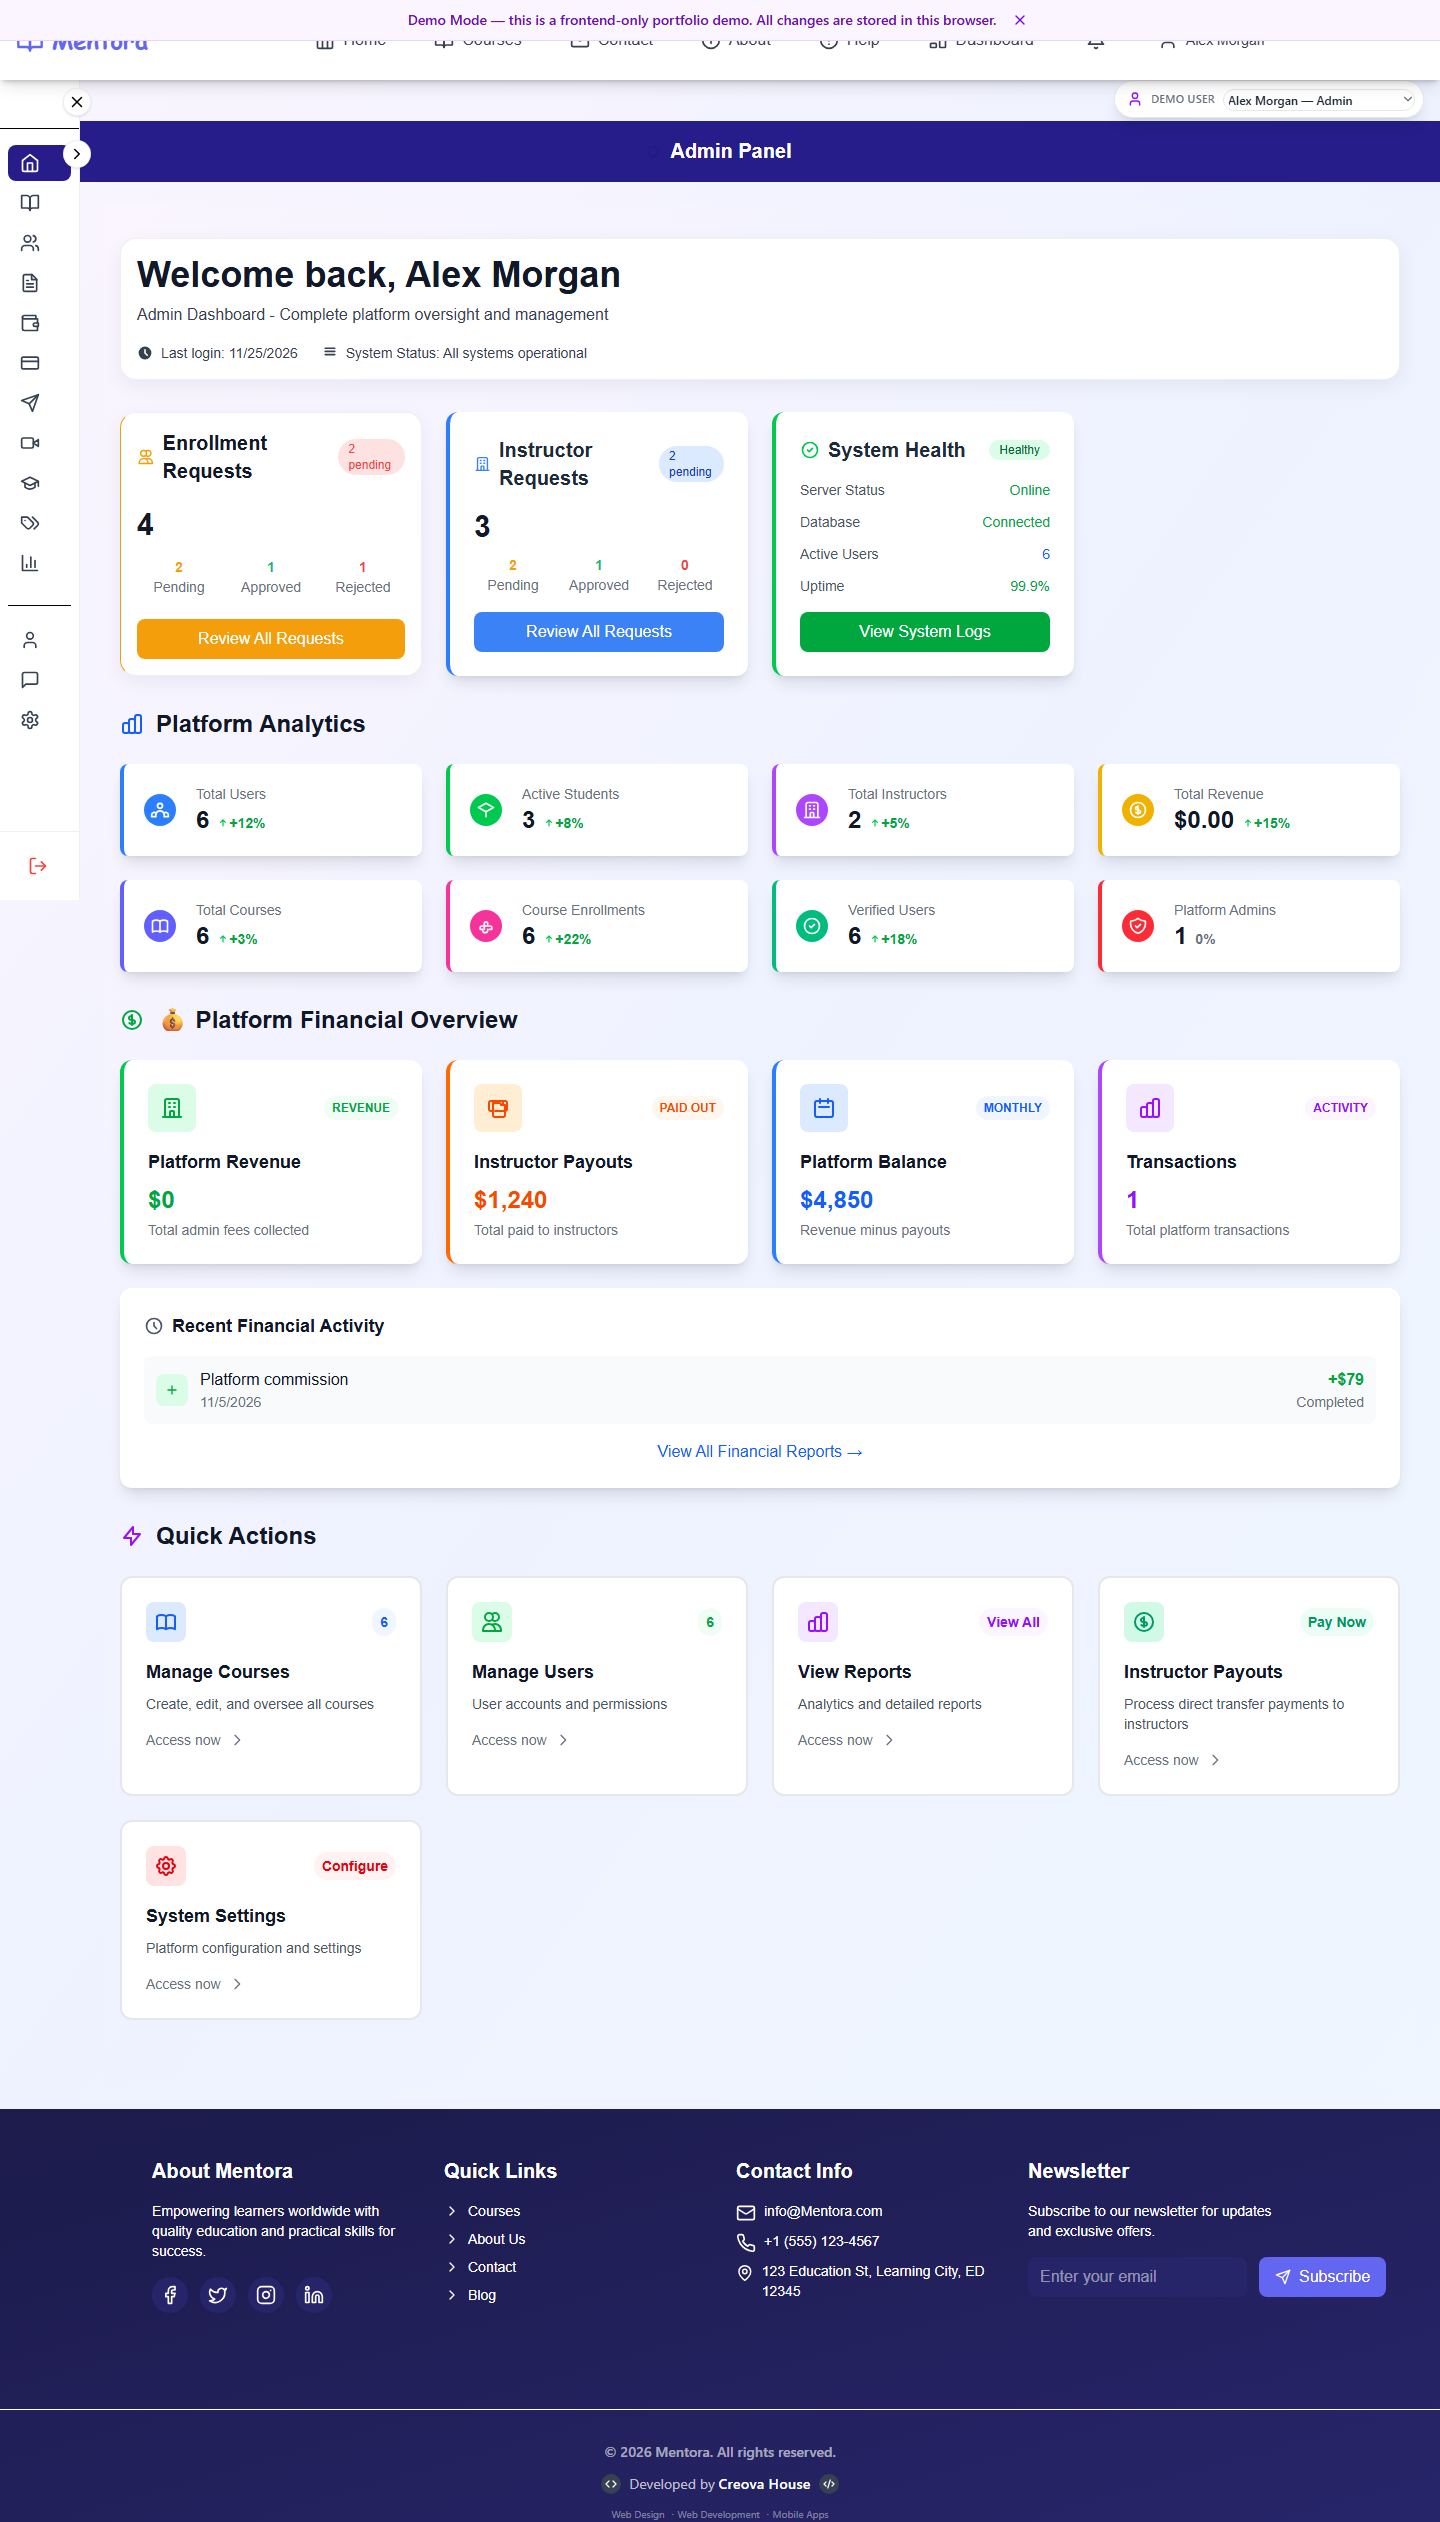 Demo Mode — this is a frontend-only portfolio demo. All changes are stored in this browser.
Mentora
Home
Courses
Contact
About
Help
Dashboard
Alex Morgan
DEMO USER
Alex Morgan — Admin
Admin Panel
Welcome back, Alex Morgan
Admin Dashboard - Complete platform oversight and management
Last login: 11/25/2026
System Status: All systems operational
Enrollment
Requests
2
pending
4
2
1
1
Pending
Approved
Rejected
Review All Requests
Instructor
Requests
2
pending
3
2
1
0
Pending
Approved
Rejected
Review All Requests
System Health
Healthy
Server Status
Online
Database
Connected
Active Users
6
Uptime
99.9%
View System Logs
Platform Analytics
Total Users
6 +12%
Active Students
3 +8%
Total Instructors
2 +5%
Total Revenue
$0.00 +15%
Total Courses
6 +3%
Course Enrollments
6 +22%
Verified Users
6 +18%
Platform Admins
1 0%
💰 Platform Financial Overview
REVENUE
Platform Revenue
$0
Total admin fees collected
PAID OUT
Instructor Payouts
$1,240
Total paid to instructors
MONTHLY
Platform Balance
$4,850
Revenue minus payouts
ACTIVITY
Transactions
1
Total platform transactions
Recent Financial Activity
Platform commission
11/5/2026
+$79
Completed
View All Financial Reports →
Quick Actions
6
Manage Courses
Create, edit, and oversee all courses
Access now
6
Manage Users
User accounts and permissions
Access now
View All
View Reports
Analytics and detailed reports
Access now
Pay Now
Instructor Payouts
Process direct transfer payments to
instructors
Access now
Configure
System Settings
Platform configuration and settings
Access now
About Mentora
Empowering learners worldwide with
quality education and practical skills for
success.
Quick Links
Courses
About Us
Contact
Blog
Contact Info
info@Mentora.com
+1 (555) 123-4567
123 Education St, Learning City, ED
12345
Newsletter
Subscribe to our newsletter for updates
and exclusive offers.
Enter your email
Subscribe
© 2026 Mentora. All rights reserved.
Developed by Creova House
Web Design · Web Development · Mobile Apps